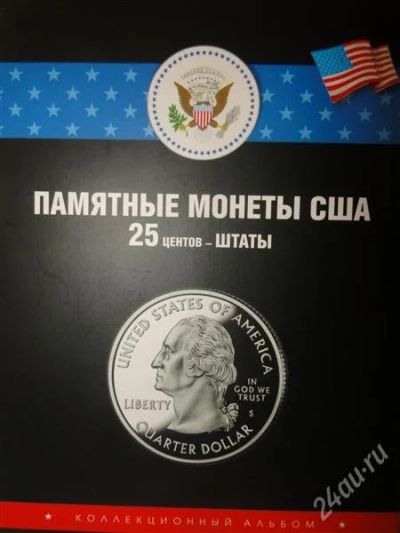 ПАМЯТНЫЕ МОНЕТЫ США
25 ЦЕНТОВ – ШТАТЫ
UNITED STATES OF AMERICA
LIBERTY
IN
GOD WE
TRUST
S
QUARTER DOLLAR
КОЛЛЕКЦИОННЫЙ АЛЬБОМ
24au.ru